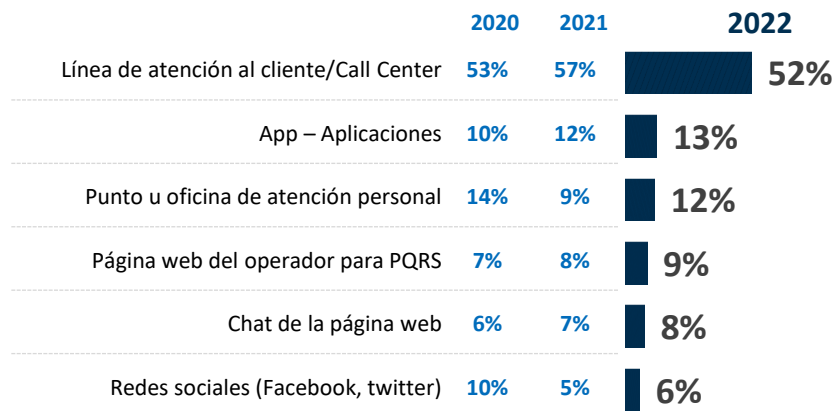 2020 2021 2022
Línea de atención al cliente/Call Center 53% 57% 52%
App – Aplicaciones 10% 12% 13%
Punto u oficina de atención personal 14% 9% 12%
Página web del operador para PQRS 7% 8% 9%
Chat de la página web 6% 7% 8%
Redes sociales (Facebook, twitter) 10% 5% 6%